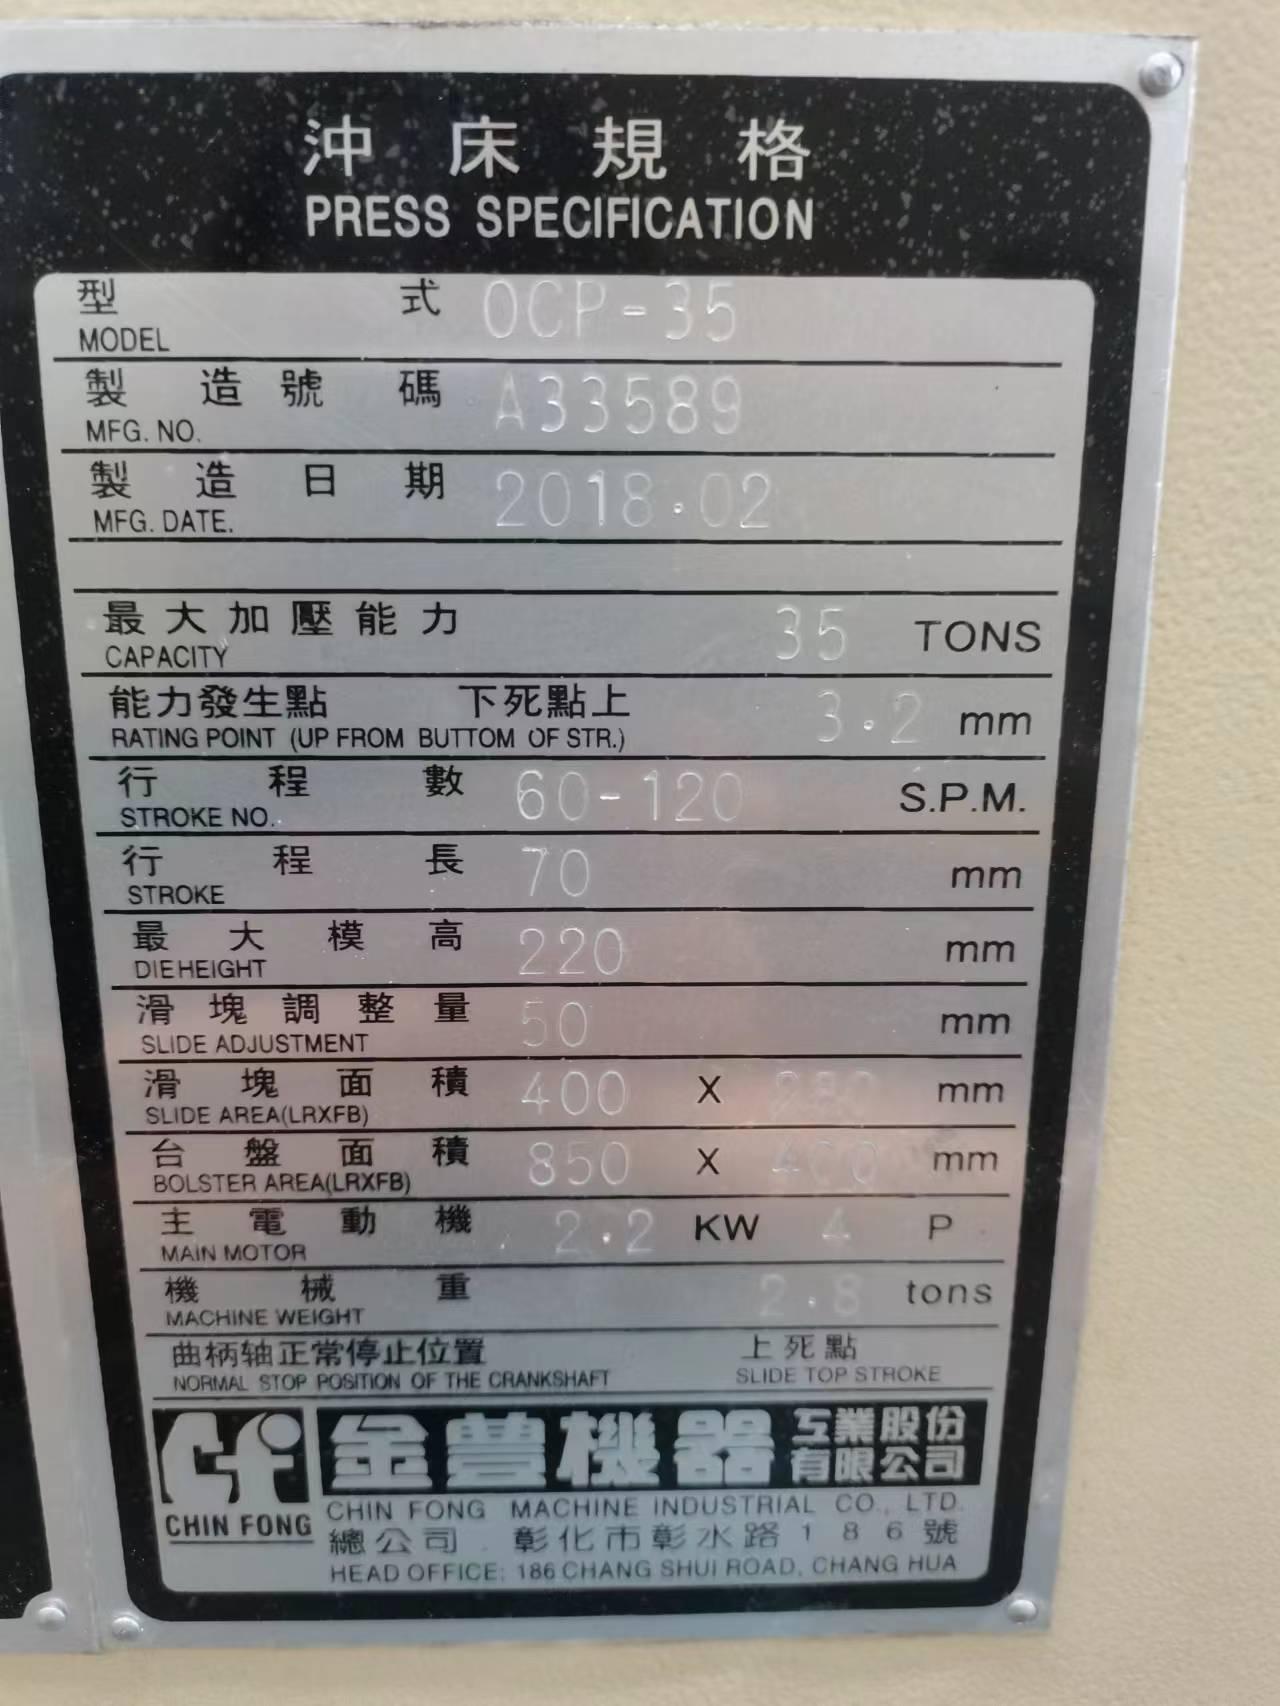 沖床規格
PRESS SPECIFICATION
型式 OCP-35
MODEL
製造號碼 A33589
MFG. NO.
製造日期 2018.02
MFG. DATE.
最大加壓能力 35 TONS
CAPACITY
能力發生點 下死點上 3.2 mm
RATING POINT (UP FROM BUTTOM OF STR.)
行程數 60-120 S.P.M.
STROKE NO.
行程長 70 mm
STROKE
最大模高 220 mm
DIEHEIGHT
滑塊調整量 50 mm
SLIDE ADJUSTMENT
滑塊面積 400 X mm
SLIDE AREA(LRXFB)
台盤面積 850 X 400 mm
BOLSTER AREA(LRXFB)
主電動機 2.2 KW 4 P
MAIN MOTOR
機械重 2.8 tons
MACHINE WEIGHT
曲柄轴正常停止位置 上死點
NORMAL STOP POSITION OF THE CRANKSHAFT SLIDE TOP STROKE
金豐機器 工業股份有限公司
CHIN FONG
CHIN FONG MACHINE INDUSTRIAL CO., LTD.
總公司 彰化市彰水路186號
HEAD OFFICE: 186 CHANG SHUI ROAD, CHANG HUA